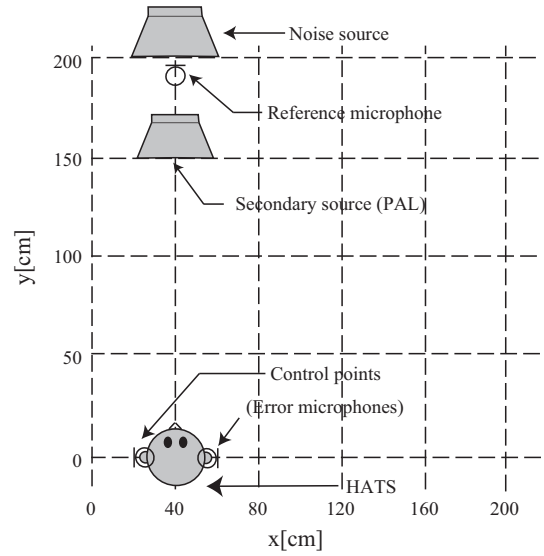 Noise source
200
Reference microphone
150
Secondary source (PAL)
100
y[cm]
50
Control points
(Error microphones)
0
HATS
0 40 80 120 160 200
x[cm]